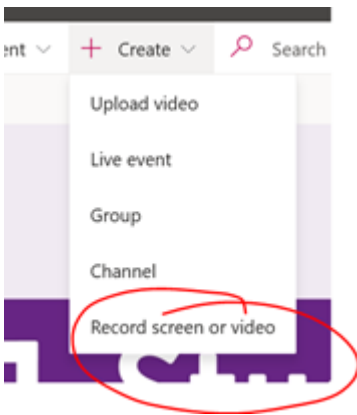 ent
+ Create
Search
Upload video
Live event
Group
Channel
Record screen or video